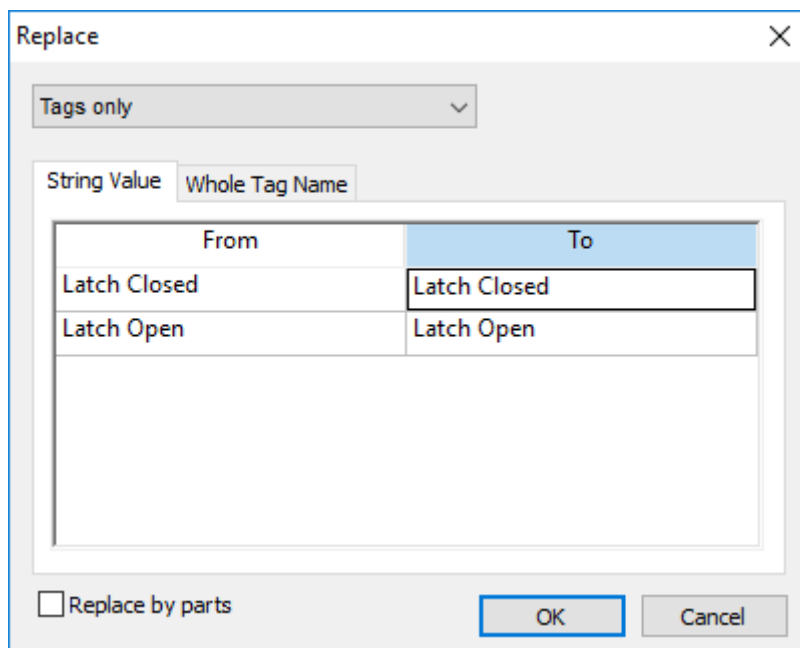 Replace
Tags only
String Value Whole Tag Name
From To
Latch Closed Latch Closed
Latch Open Latch Open
Replace by parts OK Cancel